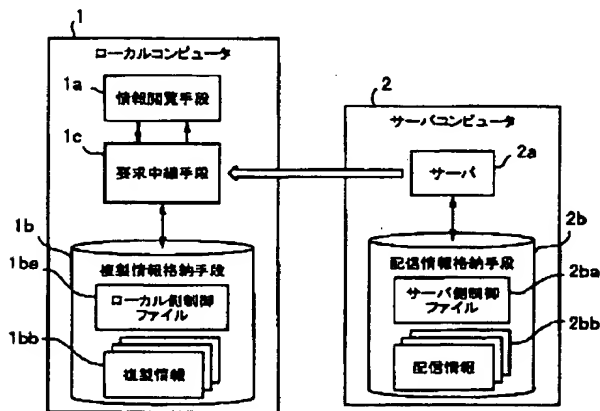 1
ローカルコンピュータ
1a
情報閲覧手段
1c
要求中継手段
1b
複製情報格納手段
1ba
ローカル側制御
ファイル
1bb
複製情報
2
サーバコンピュータ
2a
サーバ
2b
配信情報格納手段
2ba
サーバ側制御
ファイル
2bb
配信情報